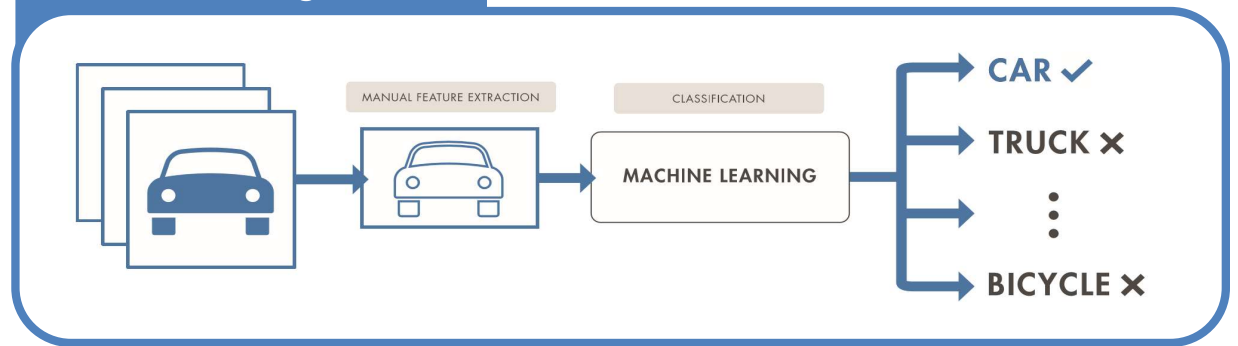 MANUAL FEATURE EXTRACTION
CLASSIFICATION
MACHINE LEARNING
CAR ✓
TRUCK ✕
⋮
BICYCLE ✕